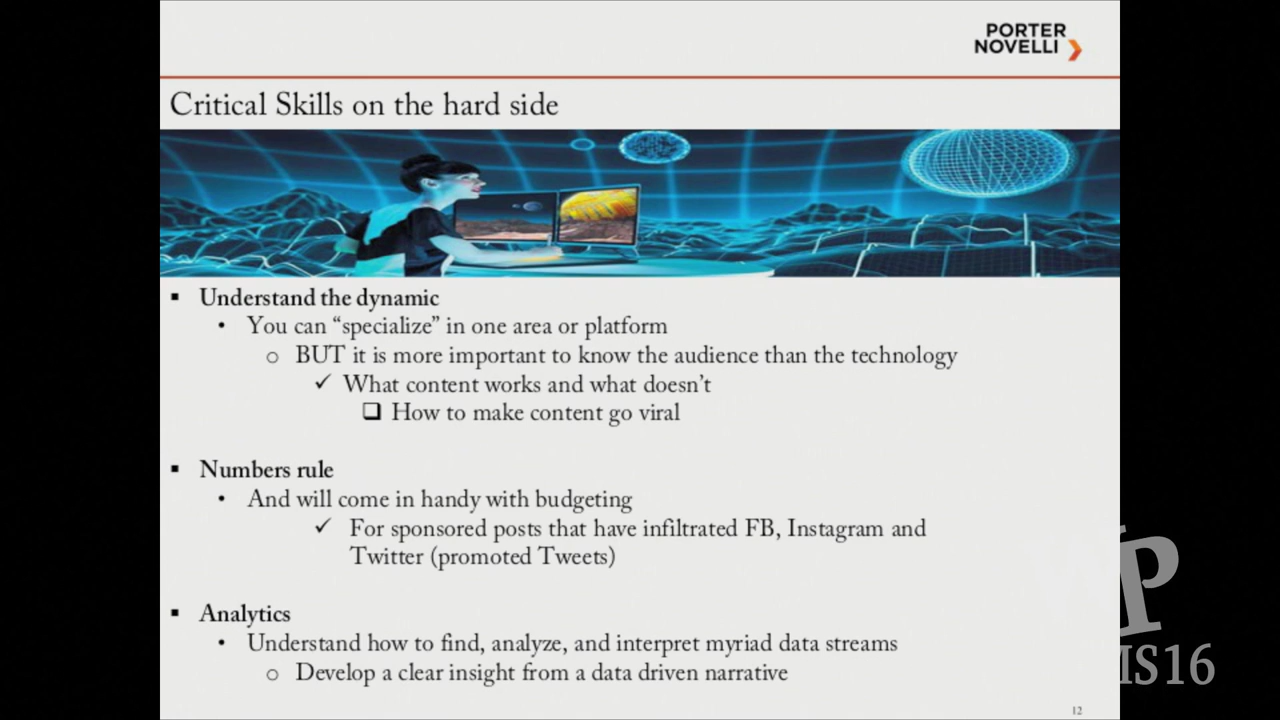 PORTER
NOVELLI
Critical Skills on the hard side
▪ Understand the dynamic
• You can “specialize” in one area or platform
o BUT it is more important to know the audience than the technology
✓ What content works and what doesn’t
❑ How to make content go viral
▪ Numbers rule
• And will come in handy with budgeting
✓ For sponsored posts that have infiltrated FB, Instagram and
Twitter (promoted Tweets)
▪ Analytics
• Understand how to find, analyze, and interpret myriad data streams
o Develop a clear insight from a data driven narrative
12